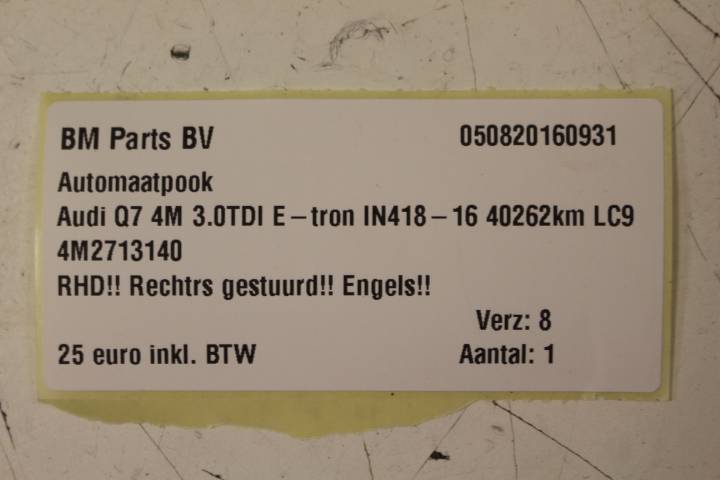 BM Parts BV 050820160931
Automaatpook
Audi Q7 4M 3.0TDI E-tron IN418-16 40262km LC9
4M2713140
RHD!! Rechtrs gestuurd!! Engels!!
Verz: 8
25 euro inkl. BTW Aantal: 1